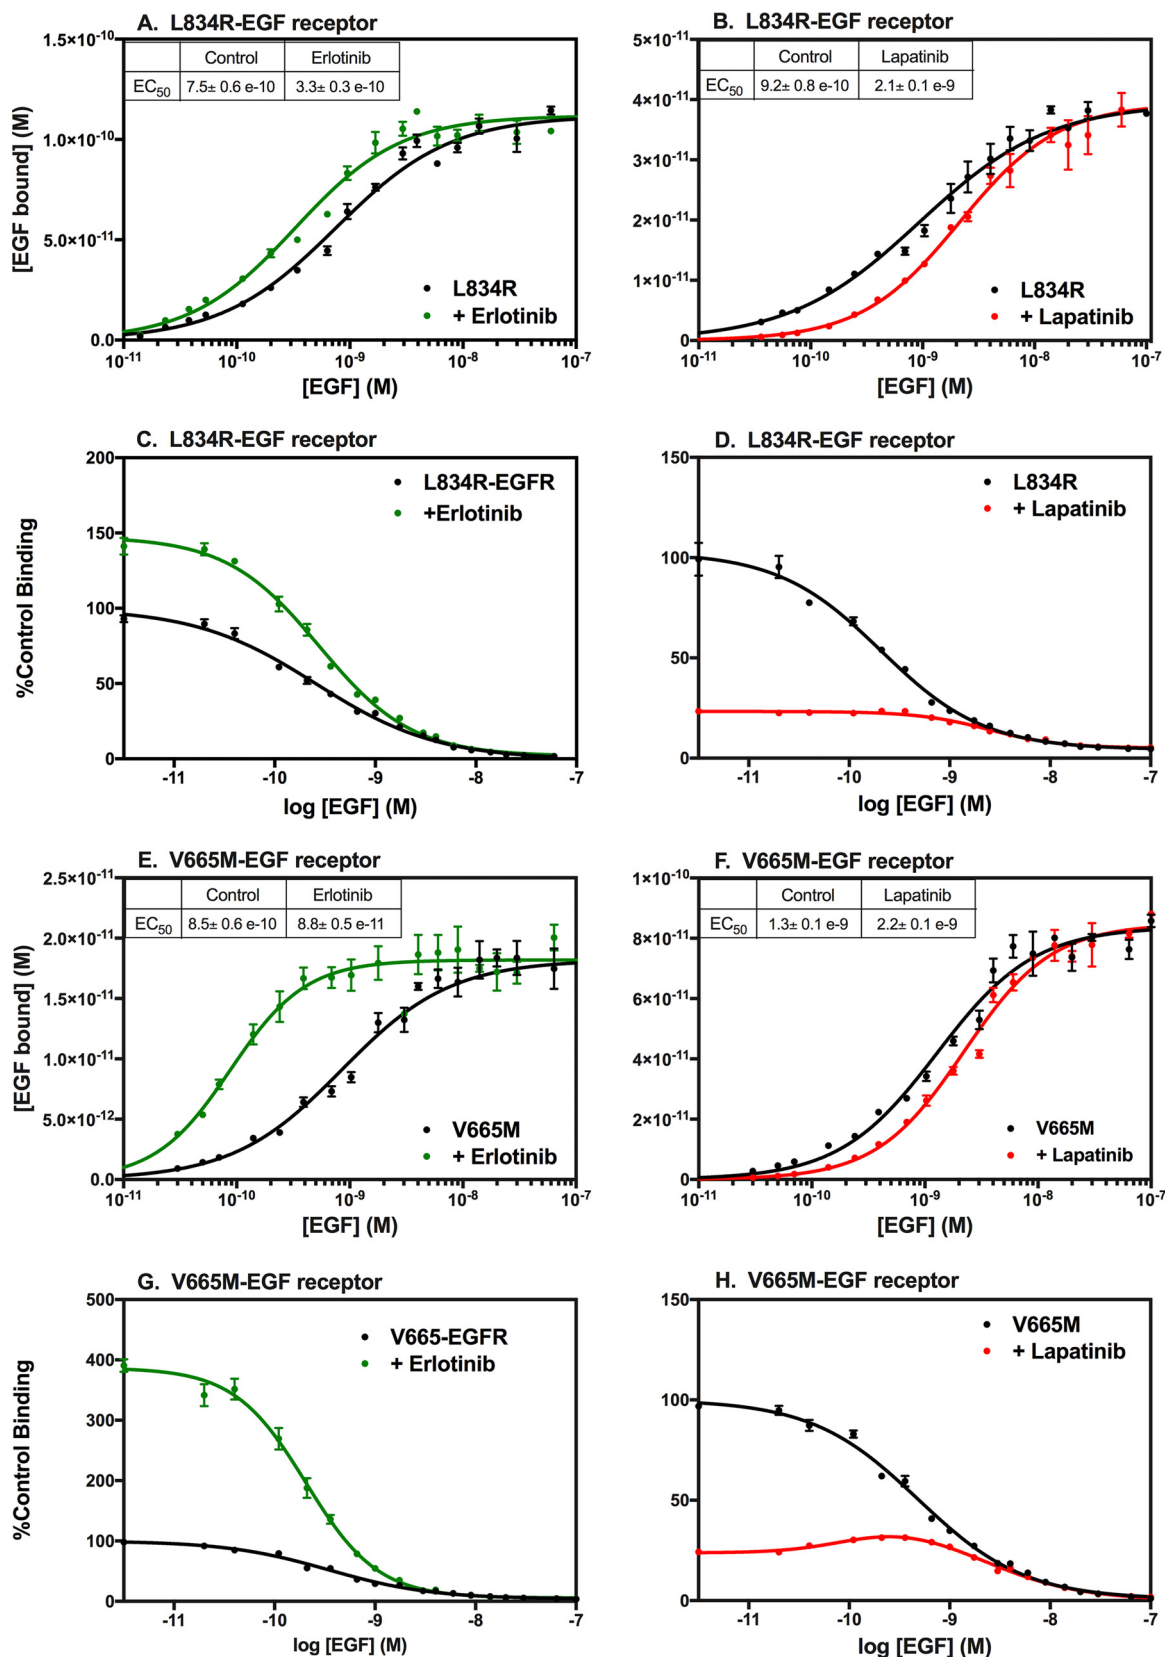 A. L834R-EGF receptor
Control Erlotinib
EC50 7.5± 0.6 e-10 3.3± 0.3 e-10
[EGF bound] (M)
1.5×10-10
1.0×10-10
5.0×10-11
0.0
L834R
+ Erlotinib
10-11 10-10 10-9 10-8 10-7
[EGF] (M)
B. L834R-EGF receptor
Control Lapatinib
EC50 9.2± 0.8 e-10 2.1± 0.1 e-9
5×10-11
4×10-11
3×10-11
2×10-11
1×10-11
0
L834R
+ Lapatinib
10-11 10-10 10-9 10-8 10-7
[EGF] (M)
C. L834R-EGF receptor
%Control Binding
200
150
100
50
0
L834R-EGFR
+Erlotinib
-11 -10 -9 -8 -7
log [EGF] (M)
D. L834R-EGF receptor
150
100
50
0
L834R
+ Lapatinib
-11 -10 -9 -8 -7
log [EGF] (M)
E. V665M-EGF receptor
Control Erlotinib
EC50 8.5± 0.6 e-10 8.8± 0.5 e-11
[EGF bound] (M)
2.5×10-11
2.0×10-11
1.5×10-11
1.0×10-11
5.0×10-12
0.0
V665M
+ Erlotinib
10-11 10-10 10-9 10-8 10-7
[EGF] (M)
F. V665M-EGF receptor
Control Lapatinib
EC50 1.3± 0.1 e-9 2.2± 0.1 e-9
1×10-10
8×10-11
6×10-11
4×10-11
2×10-11
0
V665M
+ Lapatinib
10-11 10-10 10-9 10-8 10-7
[EGF] (M)
G. V665M-EGF receptor
%Control Binding
500
400
300
200
100
0
V665-EGFR
+ Erlotinib
-11 -10 -9 -8 -7
log [EGF] (M)
H. V665M-EGF receptor
150
100
50
0
V665M
+ Lapatinib
-11 -10 -9 -8 -7
log [EGF] (M)